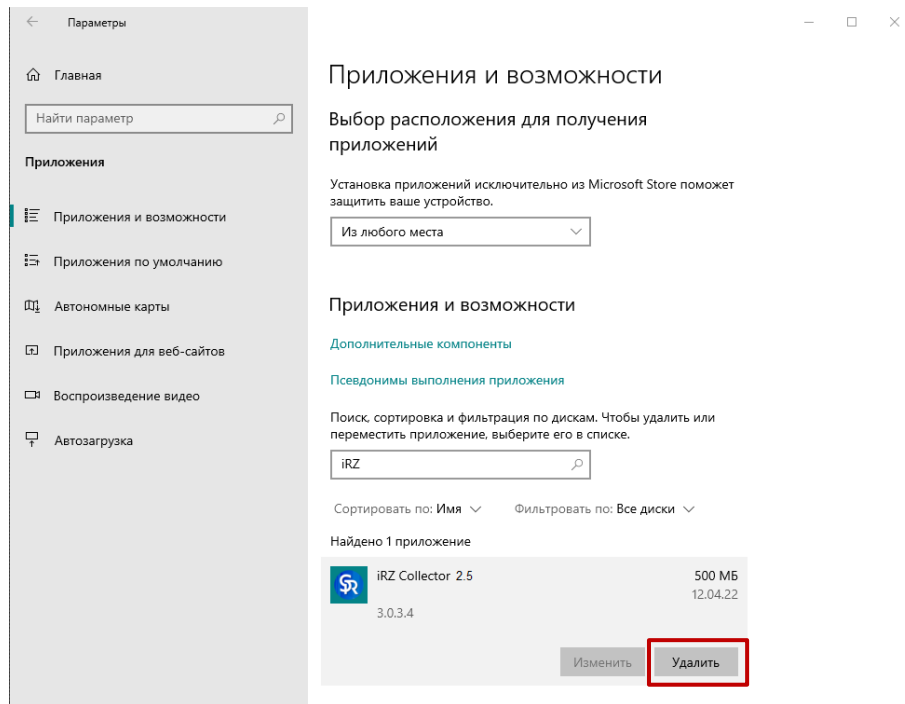 Параметры
Главная
Найти параметр
Приложения
Приложения и возможности
Приложения по умолчанию
Автономные карты
Приложения для веб-сайтов
Воспроизведение видео
Автозагрузка
Приложения и возможности
Выбор расположения для получения
приложений
Установка приложений исключительно из Microsoft Store поможет
защитить ваше устройство.
Из любого места
Приложения и возможности
Дополнительные компоненты
Псевдонимы выполнения приложения
Поиск, сортировка и фильтрация по дискам. Чтобы удалить или
переместить приложение, выберите его в списке.
iRZ
Сортировать по: Имя Фильтровать по: Все диски
Найдено 1 приложение
iRZ Collector 2.5 500 МБ
12.04.22
3.0.3.4
Изменить Удалить